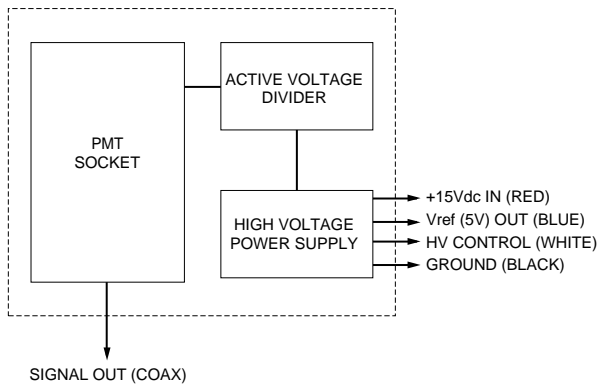 ACTIVE VOLTAGE
DIVIDER
PMT
SOCKET
HIGH VOLTAGE
POWER SUPPLY
+15Vdc IN (RED)
Vref (5V) OUT (BLUE)
HV CONTROL (WHITE)
GROUND (BLACK)
SIGNAL OUT (COAX)